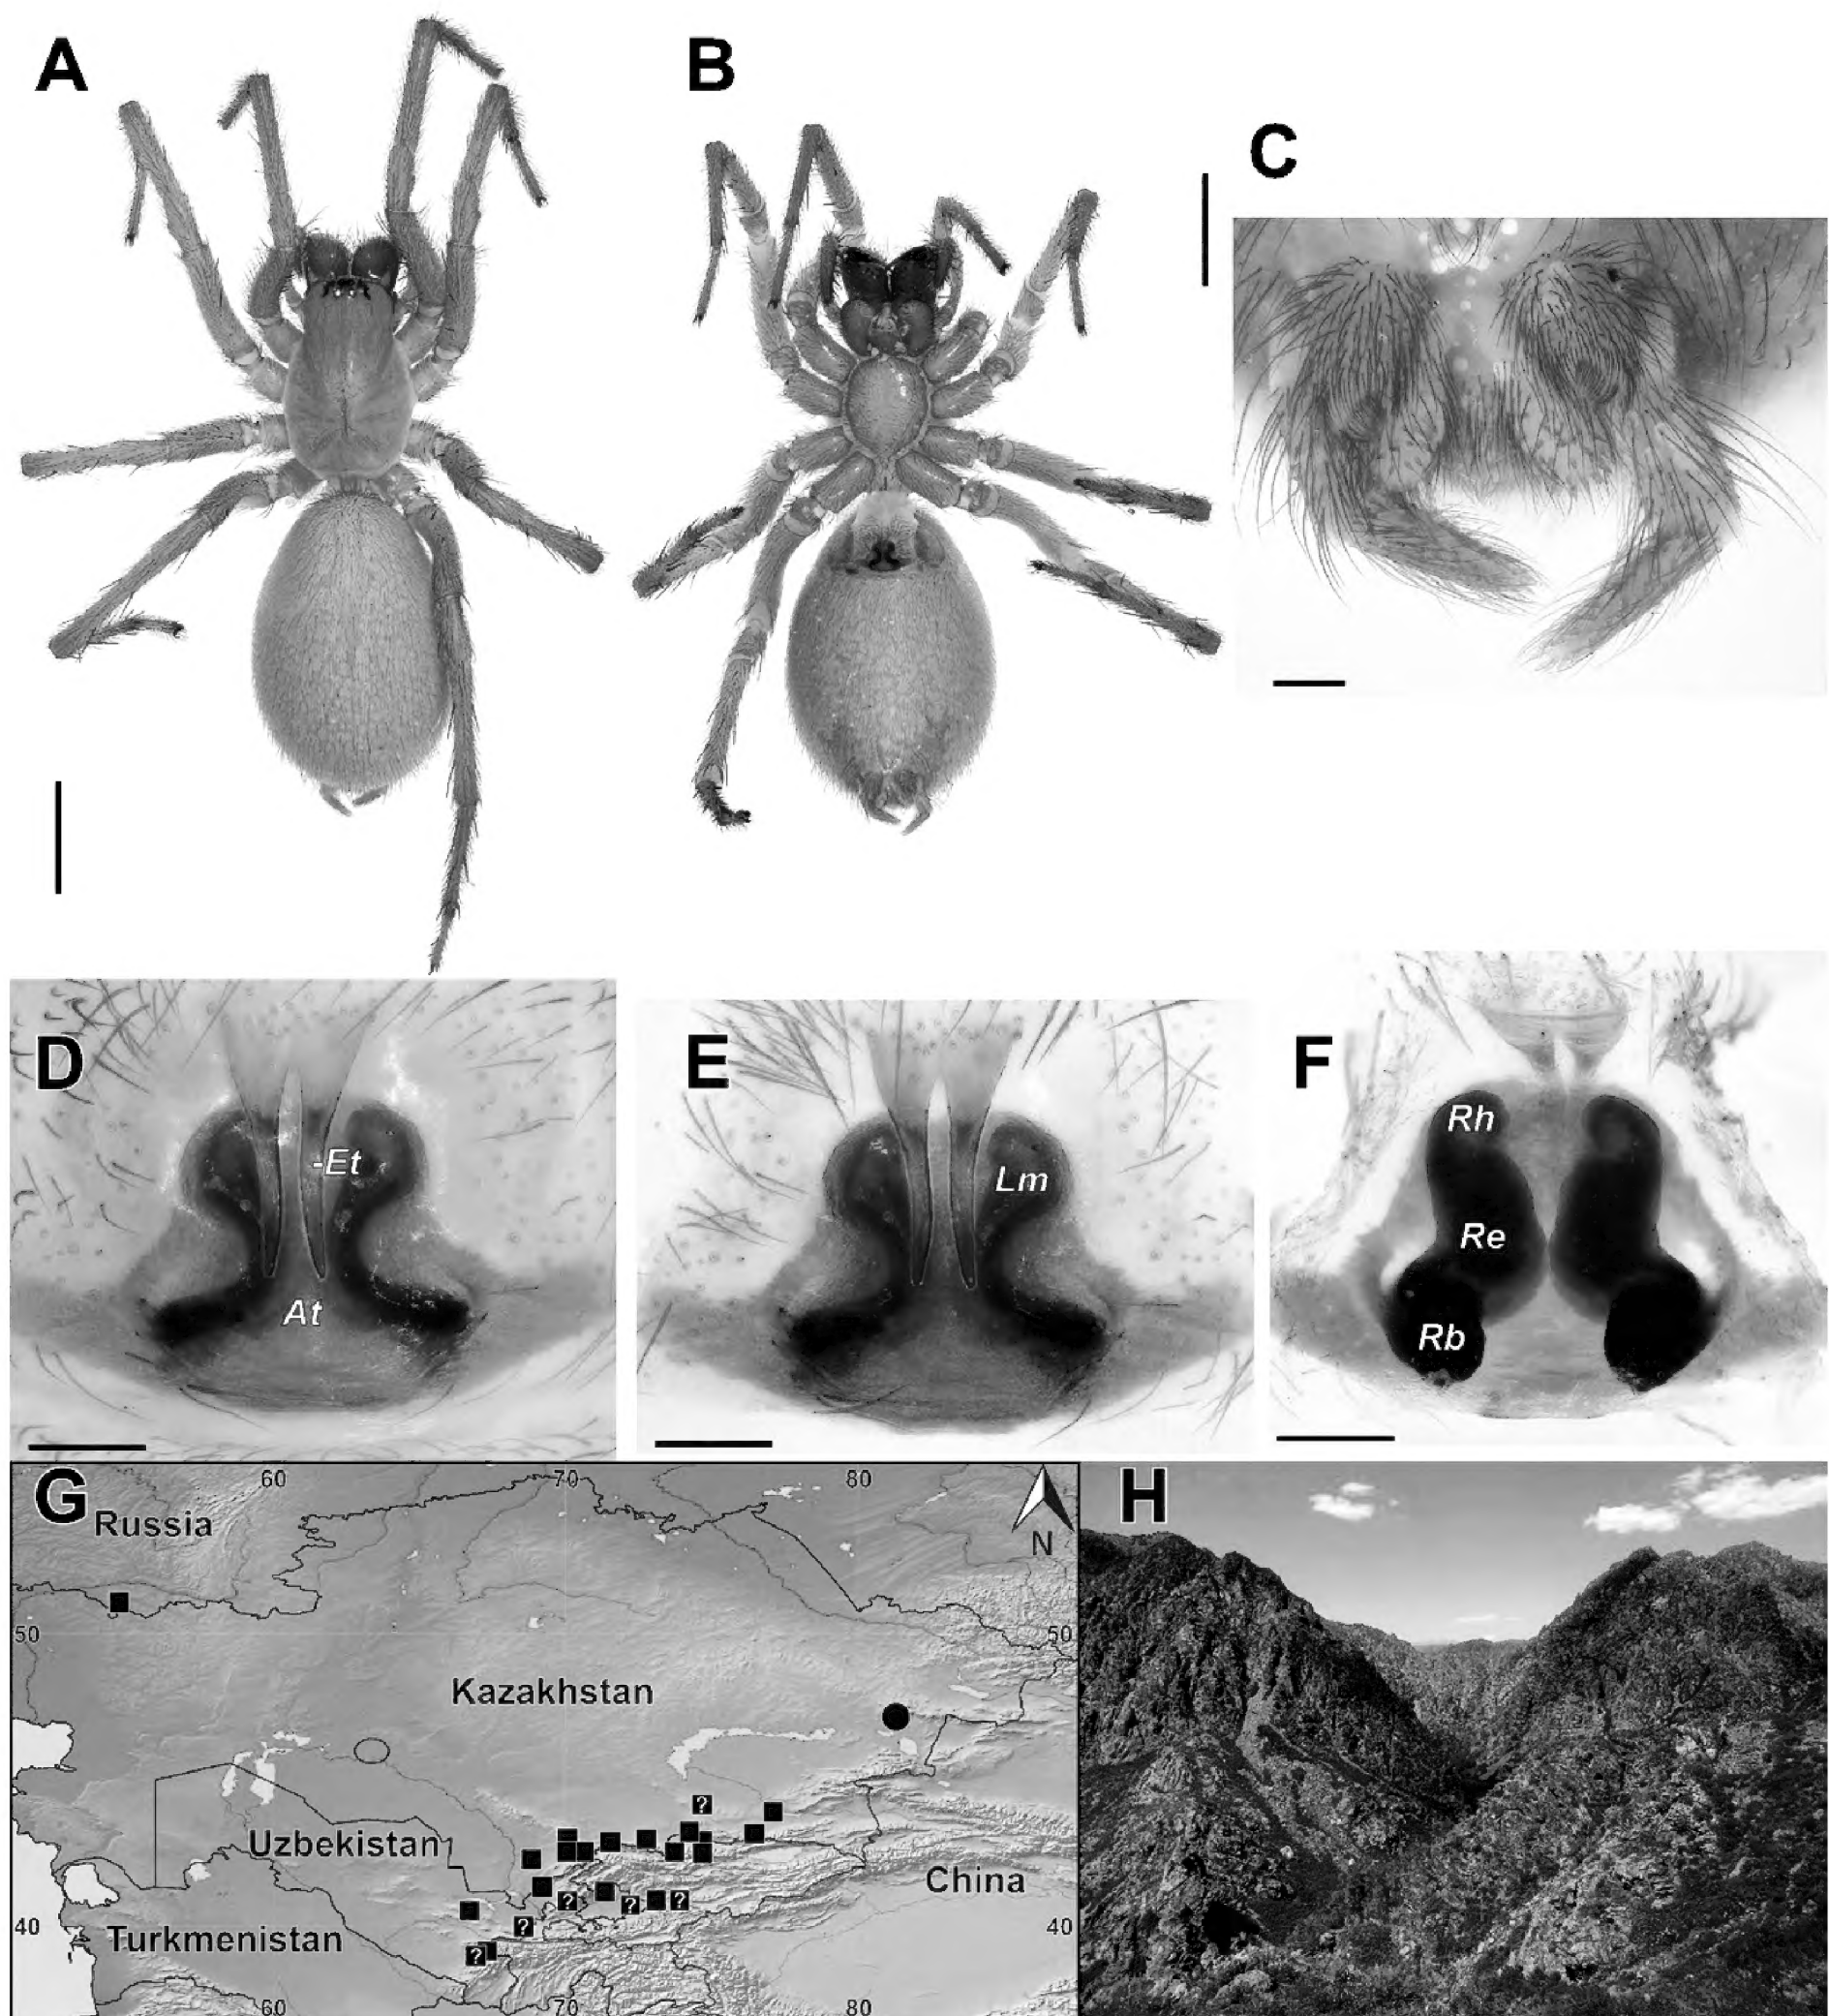 A
B
C
D
-Et
At
E
Lm
F
Rh
Re
Rb
G
60
70
80
Russia
N
50
50
Kazakhstan
?
Uzbekistan
?
?
?
China
?
40
Turkmenistan
40
?
60
70
80
H